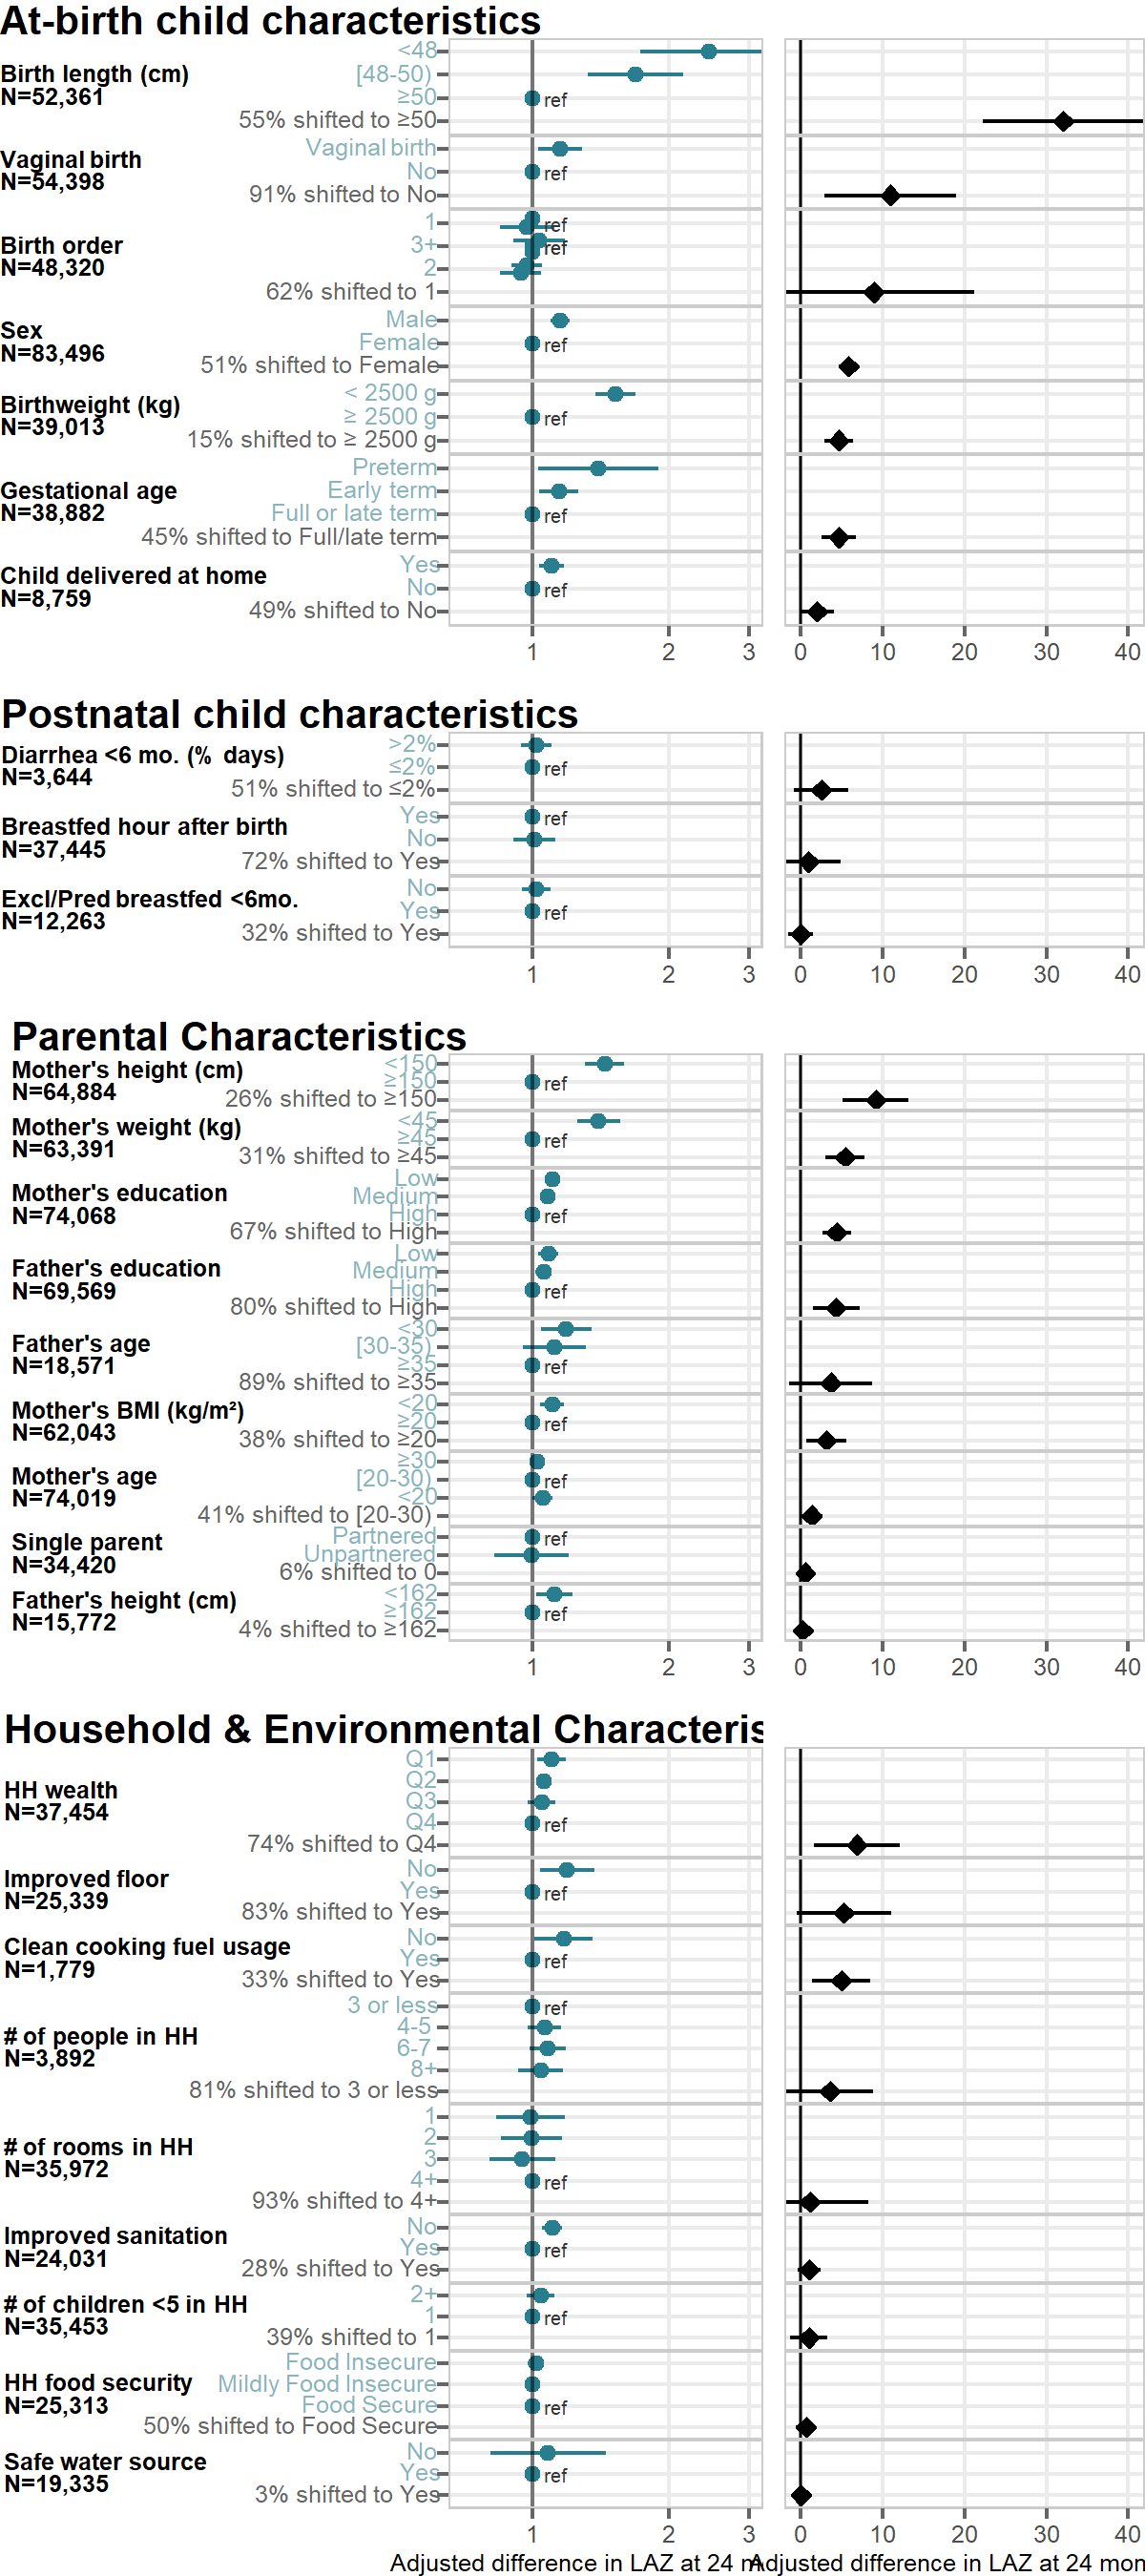 At-birth child characteristics
Birth length (cm)
N=52,361
<48
[48-50)
≥50
ref
55% shifted to ≥50
Vaginal birth
N=54,398
Vaginal birth
No
ref
91% shifted to No
Birth order
N=48,320
1
ref
3+
ref
2
62% shifted to 1
Sex
N=83,496
Male
Female
ref
51% shifted to Female
Birthweight (kg)
N=39,013
< 2500 g
≥ 2500 g
ref
15% shifted to ≥ 2500 g
Gestational age
N=38,882
Preterm
Early term
Full or late term
ref
45% shifted to Full/late term
Child delivered at home
N=8,759
Yes
No
ref
49% shifted to No
1 2 3 0 10 20 30 40
Postnatal child characteristics
Diarrhea <6 mo. (% days)
N=3,644
>2%
≤2%
ref
51% shifted to ≤2%
Breastfed hour after birth
N=37,445
Yes
ref
No
72% shifted to Yes
Excl/Pred breastfed <6mo.
N=12,263
No
Yes
ref
32% shifted to Yes
1 2 3 0 10 20 30 40
Parental Characteristics
Mother's height (cm)
N=64,884
<150
≥150
ref
26% shifted to ≥150
Mother's weight (kg)
N=63,391
<45
≥45
ref
31% shifted to ≥45
Mother's education
N=74,068
Low
Medium
High
ref
67% shifted to High
Father's education
N=69,569
Low
Medium
High
ref
80% shifted to High
Father's age
N=18,571
<30
[30-35)
≥35
ref
89% shifted to ≥35
Mother's BMI (kg/m²)
N=62,043
<20
≥20
ref
38% shifted to ≥20
Mother's age
N=74,019
≥30
[20-30)
ref
<20
41% shifted to [20-30)
Single parent
N=34,420
Partnered
ref
Unpartnered
6% shifted to 0
Father's height (cm)
N=15,772
<162
≥162
ref
4% shifted to ≥162
1 2 3 0 10 20 30 40
Household & Environmental Characteris
HH wealth
N=37,454
Q1
Q2
Q3
Q4
ref
74% shifted to Q4
Improved floor
N=25,339
No
Yes
ref
83% shifted to Yes
Clean cooking fuel usage
N=1,779
No
Yes
ref
33% shifted to Yes
# of people in HH
N=3,892
3 or less
ref
4-5
6-7
8+
81% shifted to 3 or less
# of rooms in HH
N=35,972
1
2
3
4+
ref
93% shifted to 4+
Improved sanitation
N=24,031
No
Yes
ref
28% shifted to Yes
# of children <5 in HH
N=35,453
2+
1
ref
39% shifted to 1
HH food security
N=25,313
Food Insecure
Mildly Food Insecure
Food Secure
ref
50% shifted to Food Secure
Safe water source
N=19,335
No
Yes
ref
3% shifted to Yes
1 2 3 0 10 20 30 40
Adjusted difference in LAZ at 24 m
Adjusted difference in LAZ at 24 mon